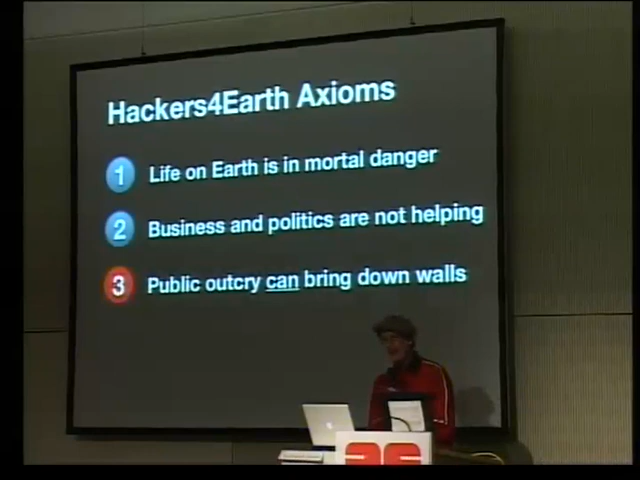 Hackers4Earth Axioms
1 Life on Earth is in mortal danger
2 Business and politics are not helping
3 Public outcry can bring down walls